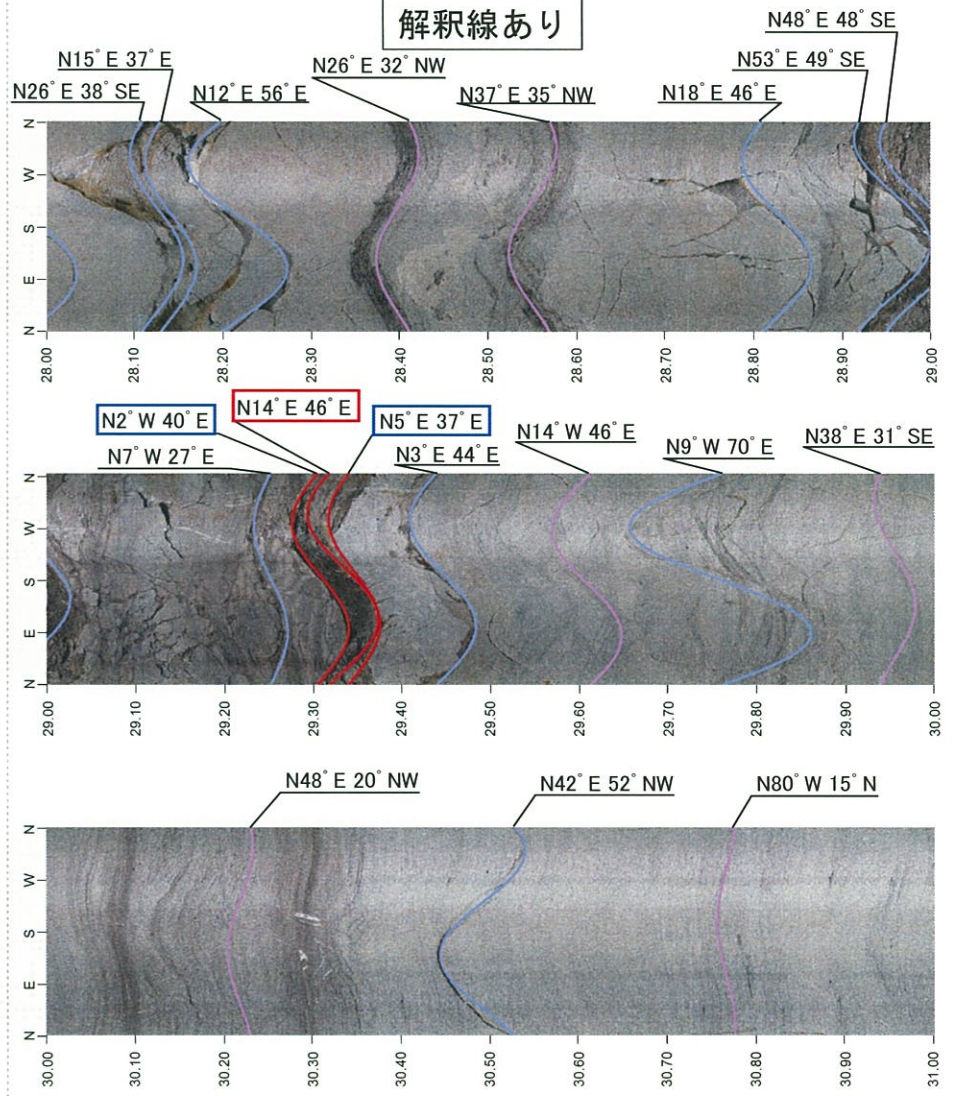 解釈線あり
N48°E 48°SE
N15°E 37°E
N26°E 32°NW
N53°E 49°SE
N26°E 38°SE
N12°E 56°E
N37°E 35°NW
N18°E 46°E
N
W
S
E
N
28.00
28.10
28.20
28.30
28.40
28.50
28.60
28.70
28.80
28.90
29.00
N14°E 46°E
N2°W 40°E
N5°E 37°E
N14°W 46°E
N9°W 70°E
N38°E 31°SE
N7°W 27°E
N3°E 44°E
N
W
S
E
N
29.00
29.10
29.20
29.30
29.40
29.50
29.60
29.70
29.80
29.90
30.00
N48°E 20°NW
N42°E 52°NW
N80°W 15°N
N
W
S
E
N
30.00
30.10
30.20
30.30
30.40
30.50
30.60
30.70
30.80
30.90
31.00